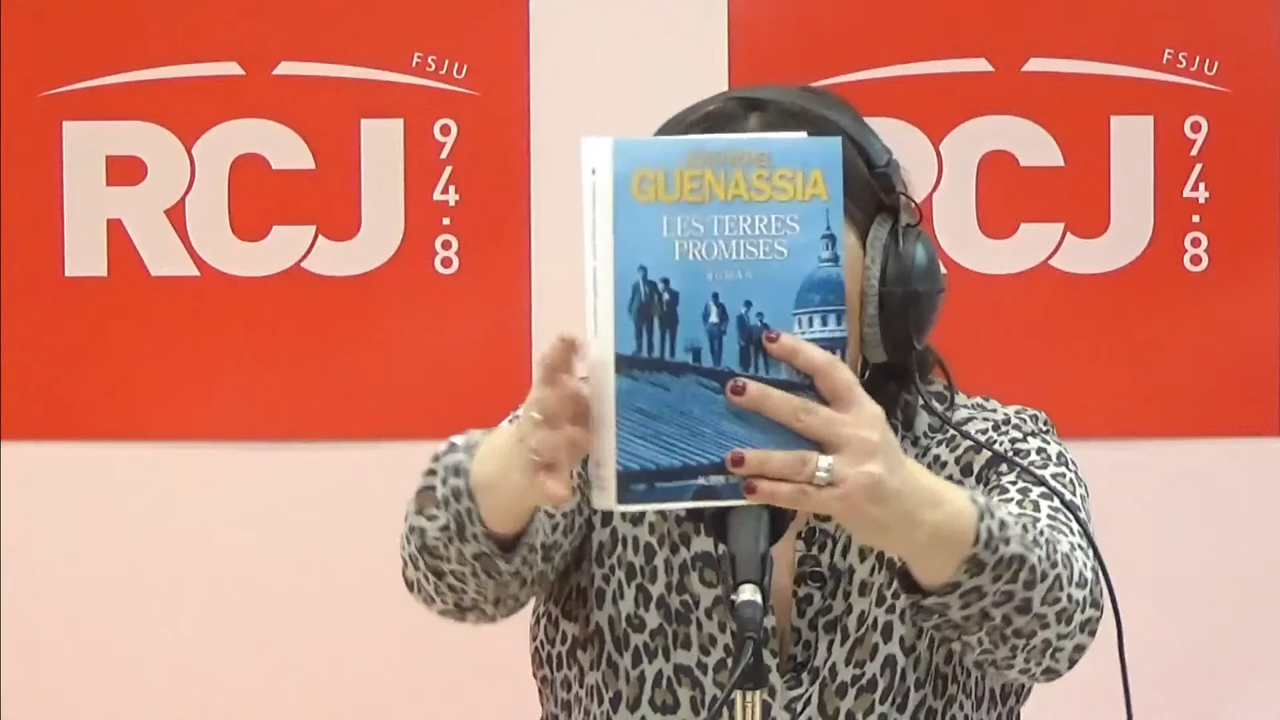 FSJU
RCJ
94.8
FSJU
RCJ
94.8
GUENASSIA
LES TERRES
PROMISES
ROMAN